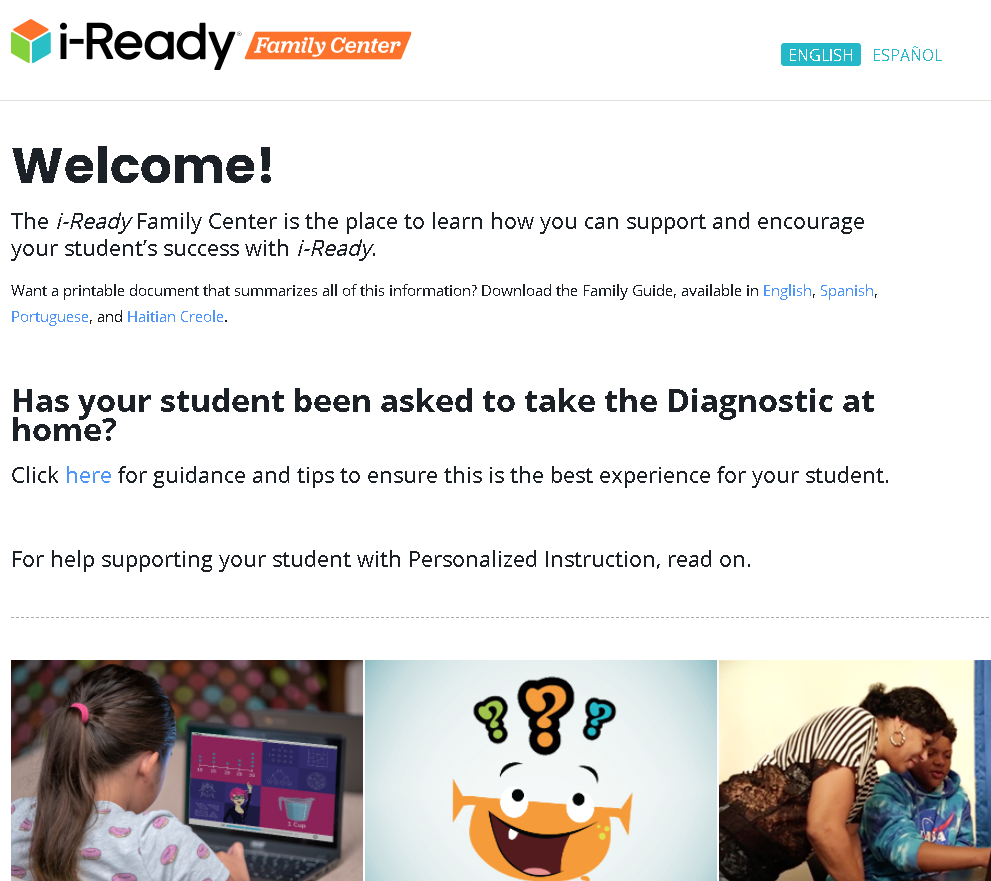 i-Ready Family Center
ENGLISH ESPAÑOL
Welcome!
The i-Ready Family Center is the place to learn how you can support and encourage
your student’s success with i-Ready.
Want a printable document that summarizes all of this information? Download the Family Guide, available in English, Spanish,
Portuguese, and Haitian Creole.
Has your student been asked to take the Diagnostic at
home?
Click here for guidance and tips to ensure this is the best experience for your student.
For help supporting your student with Personalized Instruction, read on.
???
1 Cup